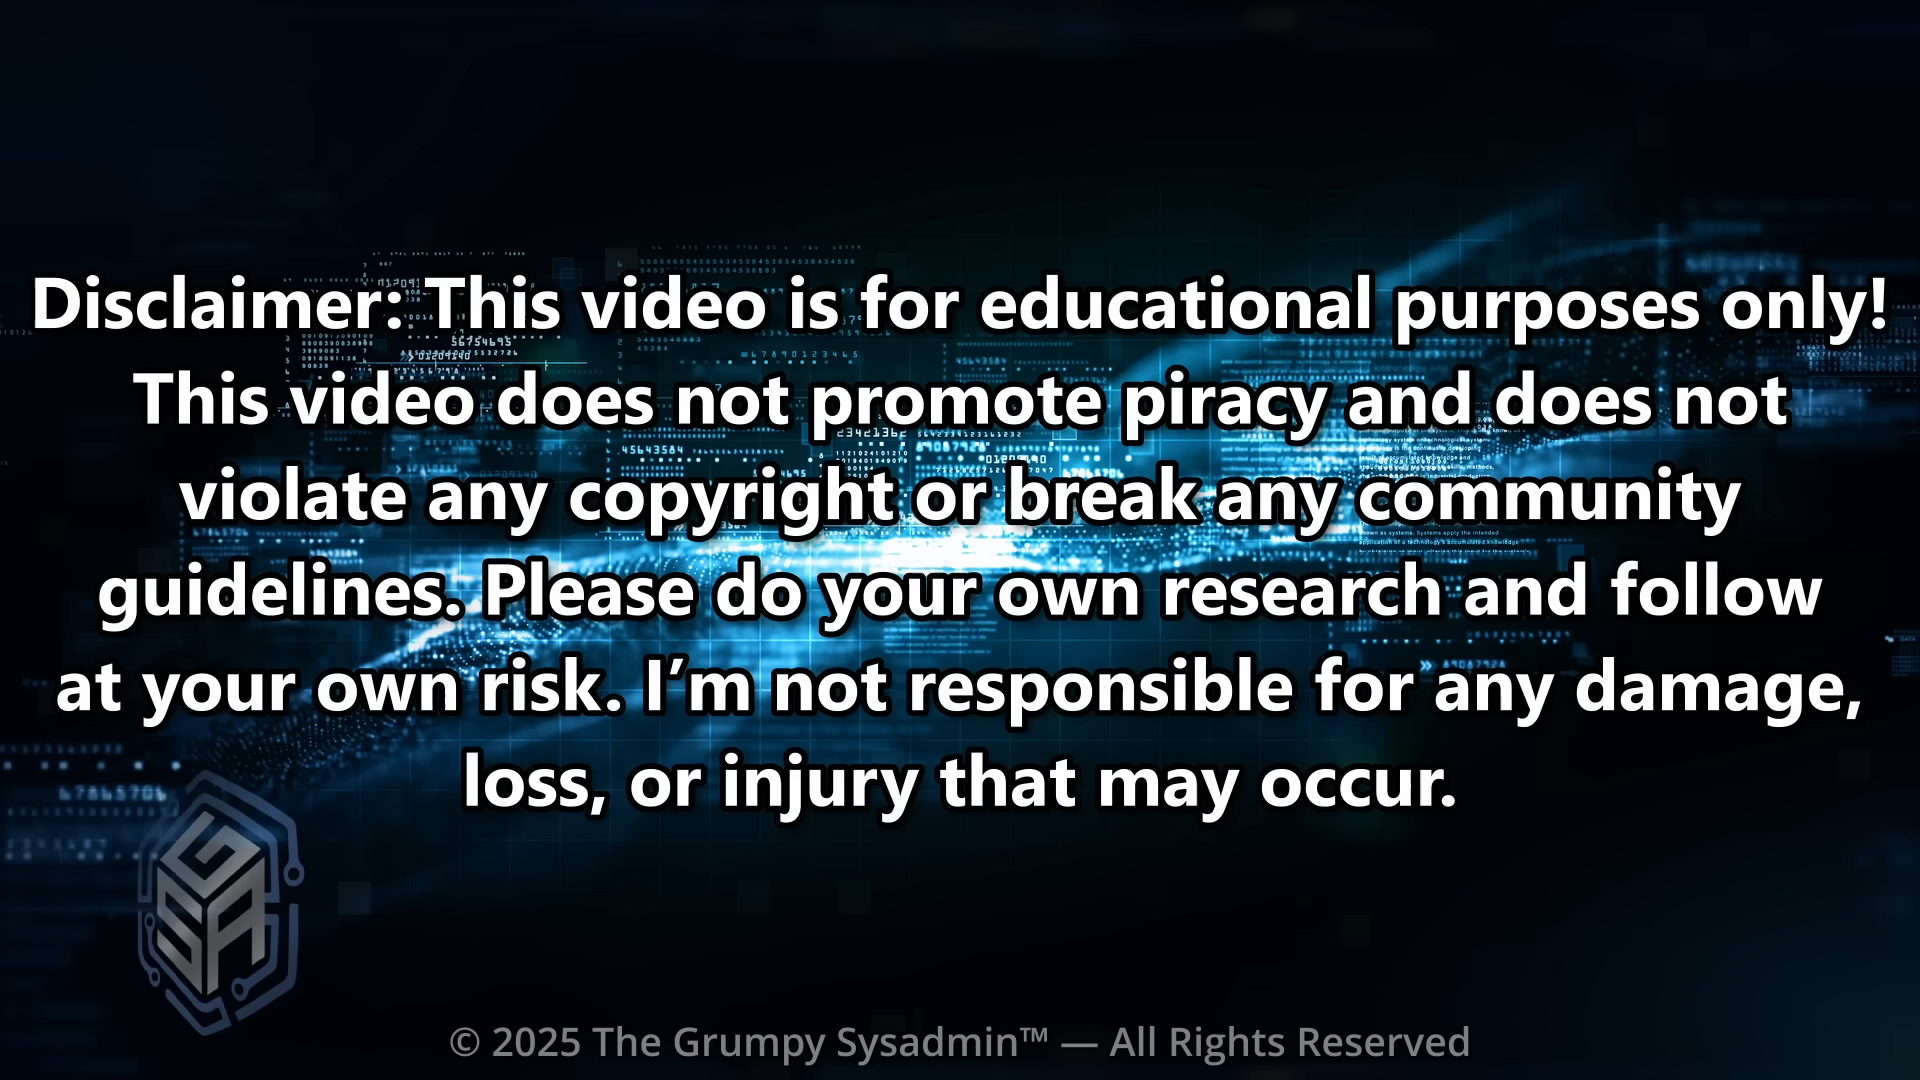 Disclaimer: This video is for educational purposes only!
This video does not promote piracy and does not
violate any copyright or break any community
guidelines. Please do your own research and follow
at your own risk. I’m not responsible for any damage,
loss, or injury that may occur.
GSA
© 2025 The Grumpy Sysadmin™ — All Rights Reserved